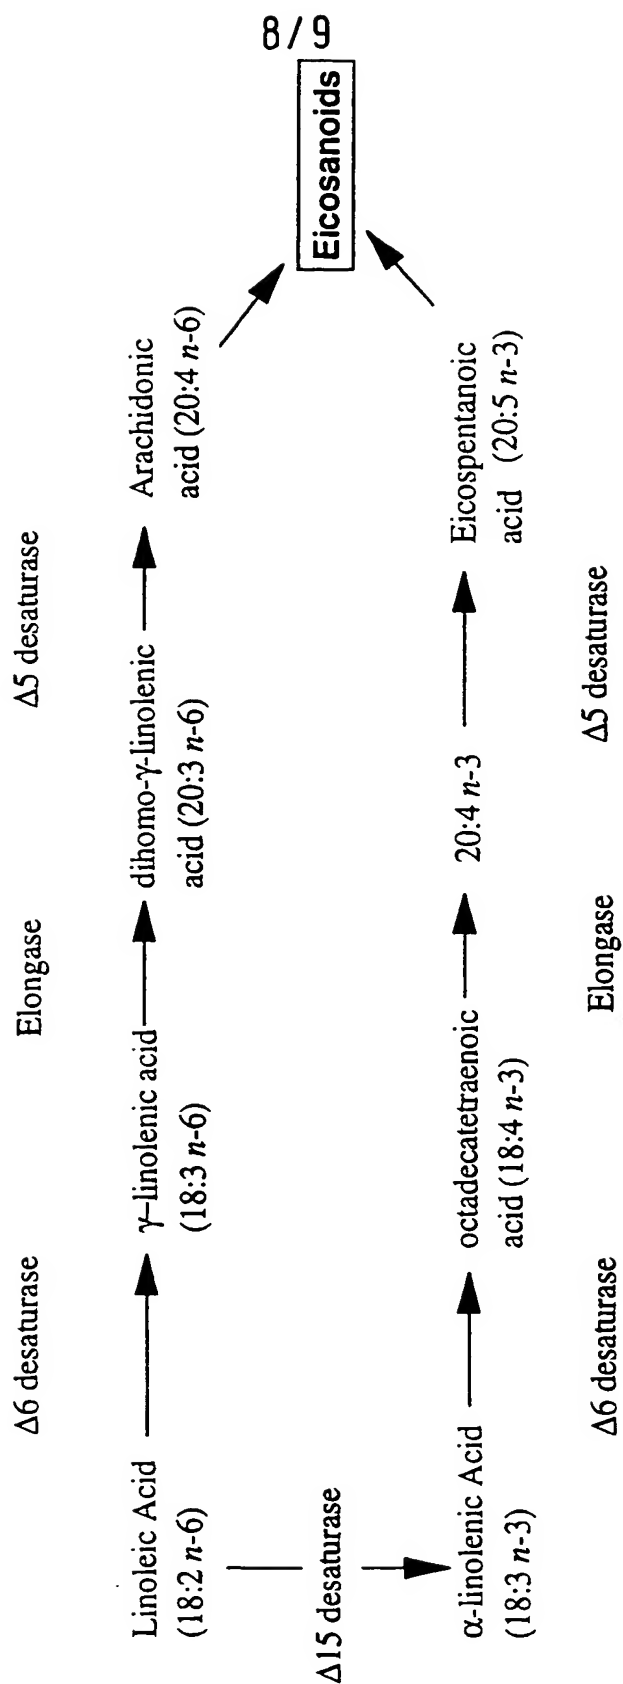 8/9
Δ6 desaturase
Elongase
Δ5 desaturase
Linoleic Acid
(18:2 n-6)
γ–linolenic acid
(18:3 n-6)
dihomo-γ-linolenic
acid (20:3 n-6)
Arachidonic
acid (20:4 n-6)
Δ15 desaturase
Eicosanoids
α-linolenic Acid
(18:3 n-3)
octadecatetraenoic
acid (18:4 n-3)
20:4 n-3
Eicospentanoic
acid (20:5 n-3)
Δ6 desaturase
Elongase
Δ5 desaturase